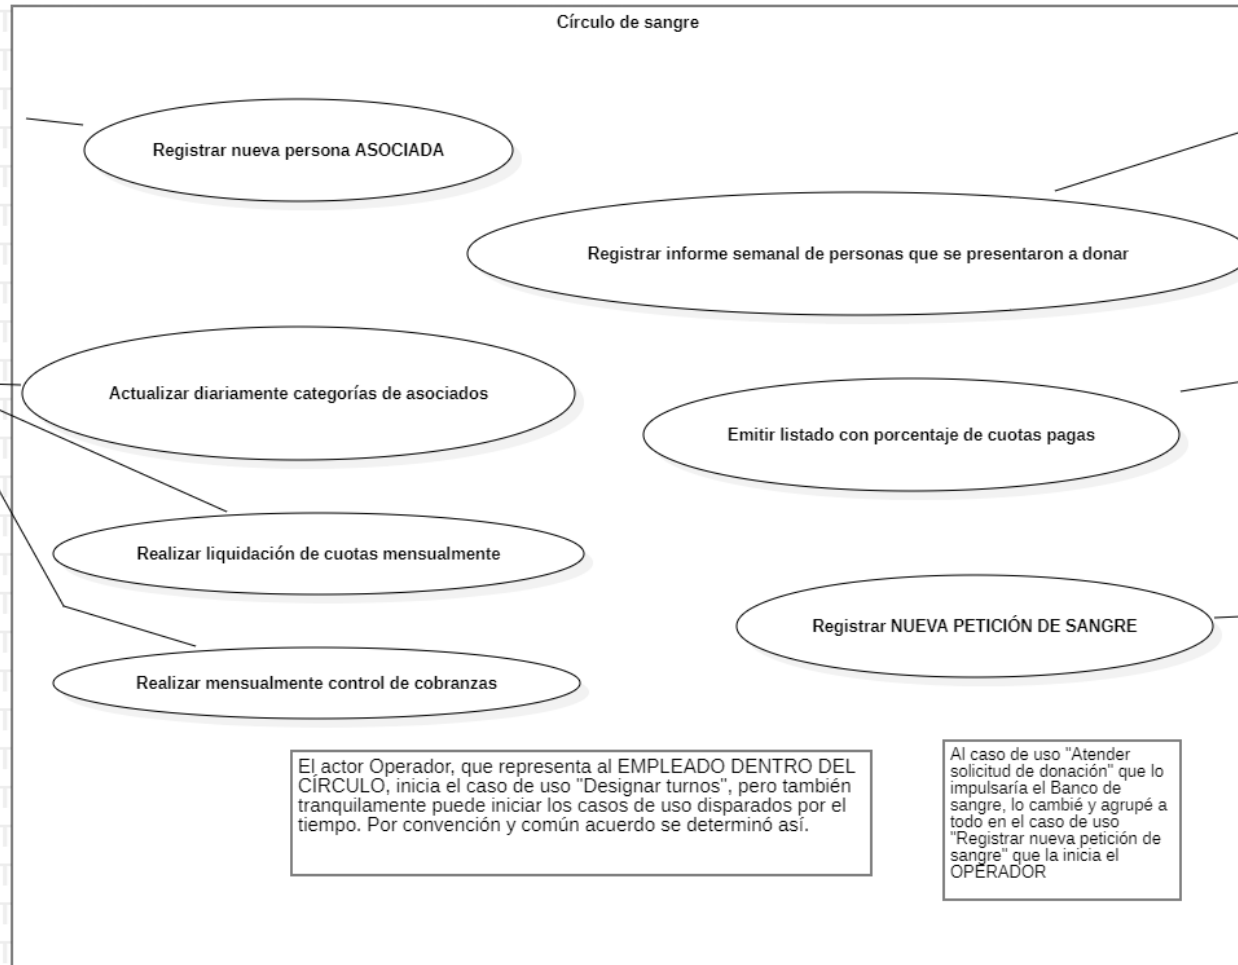 Círculo de sangre
Registrar nueva persona ASOCIADA
Registrar informe semanal de personas que se presentaron a donar
Actualizar diariamente categorías de asociados
Emitir listado con porcentaje de cuotas pagas
Realizar liquidación de cuotas mensualmente
Registrar NUEVA PETICIÓN DE SANGRE
Realizar mensualmente control de cobranzas
El actor Operador, que representa al EMPLEADO DENTRO DEL
CÍRCULO, inicia el caso de uso "Designar turnos", pero también
tranquilamente puede iniciar los casos de uso disparados por el
tiempo. Por convención y común acuerdo se determinó así.
Al caso de uso "Atender
solicitud de donación" que lo
impulsaría el Banco de
sangre, lo cambié y agrupé a
todo en el caso de uso
"Registrar nueva petición de
sangre" que la inicia el
OPERADOR